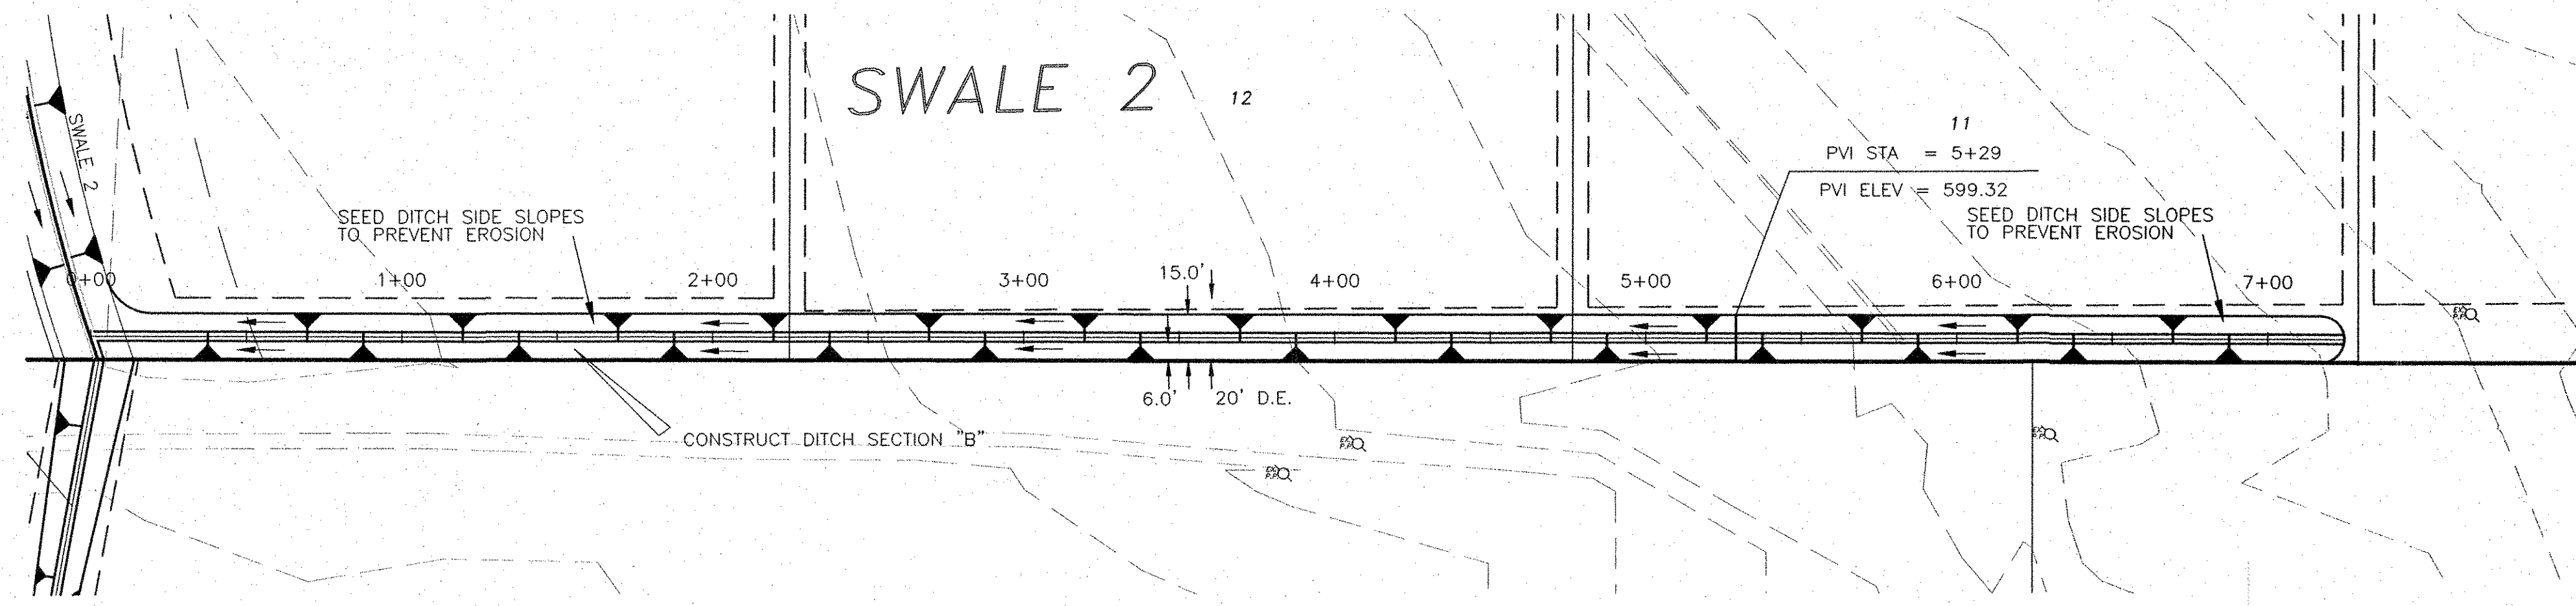 SWALE 2
12
11
PVI STA = 5+29
PVI ELEV = 599.32
SWALE 2
SEED DITCH SIDE SLOPES
TO PREVENT EROSION
SEED DITCH SIDE SLOPES
TO PREVENT EROSION
0+00
1+00
2+00
3+00
15.0'
4+00
5+00
6+00
7+00
6.0'
20' D.E.
CONSTRUCT DITCH SECTION "B"